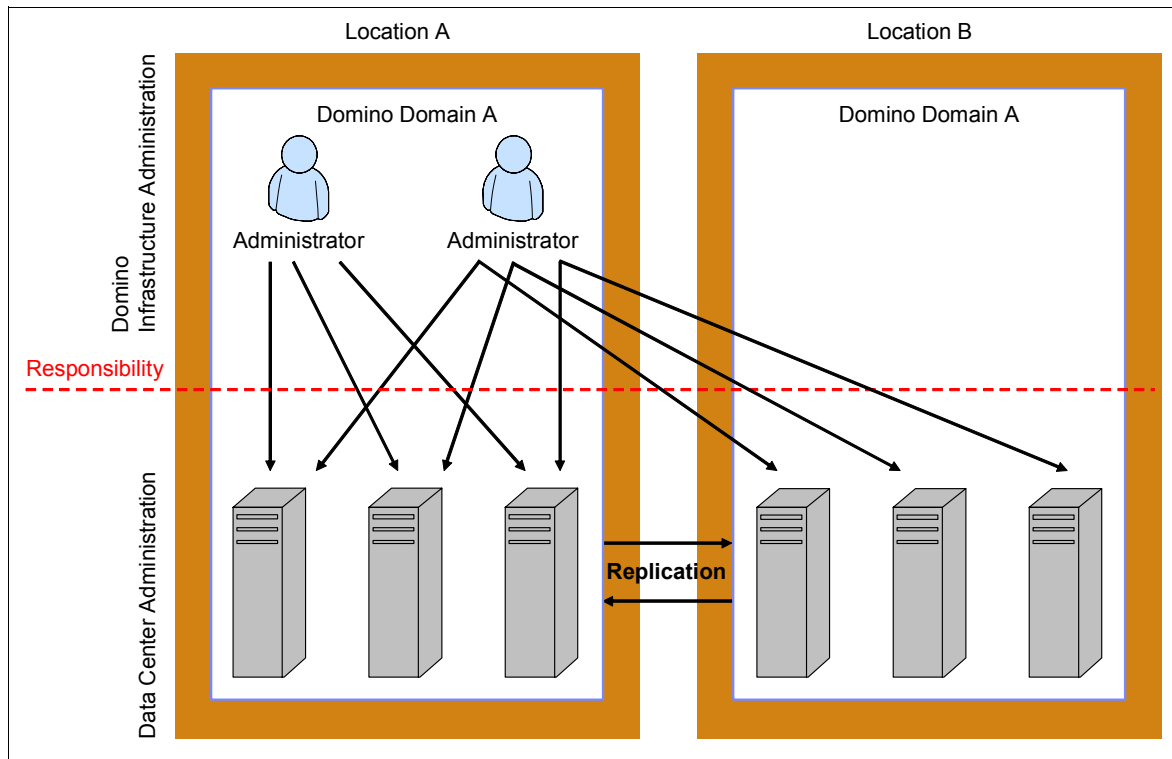 Location A
Location B
Domino Domain A
Domino Domain A
Administrator
Administrator
Domino
Infrastructure Administration
Responsibility
Data Center Administration
Replication